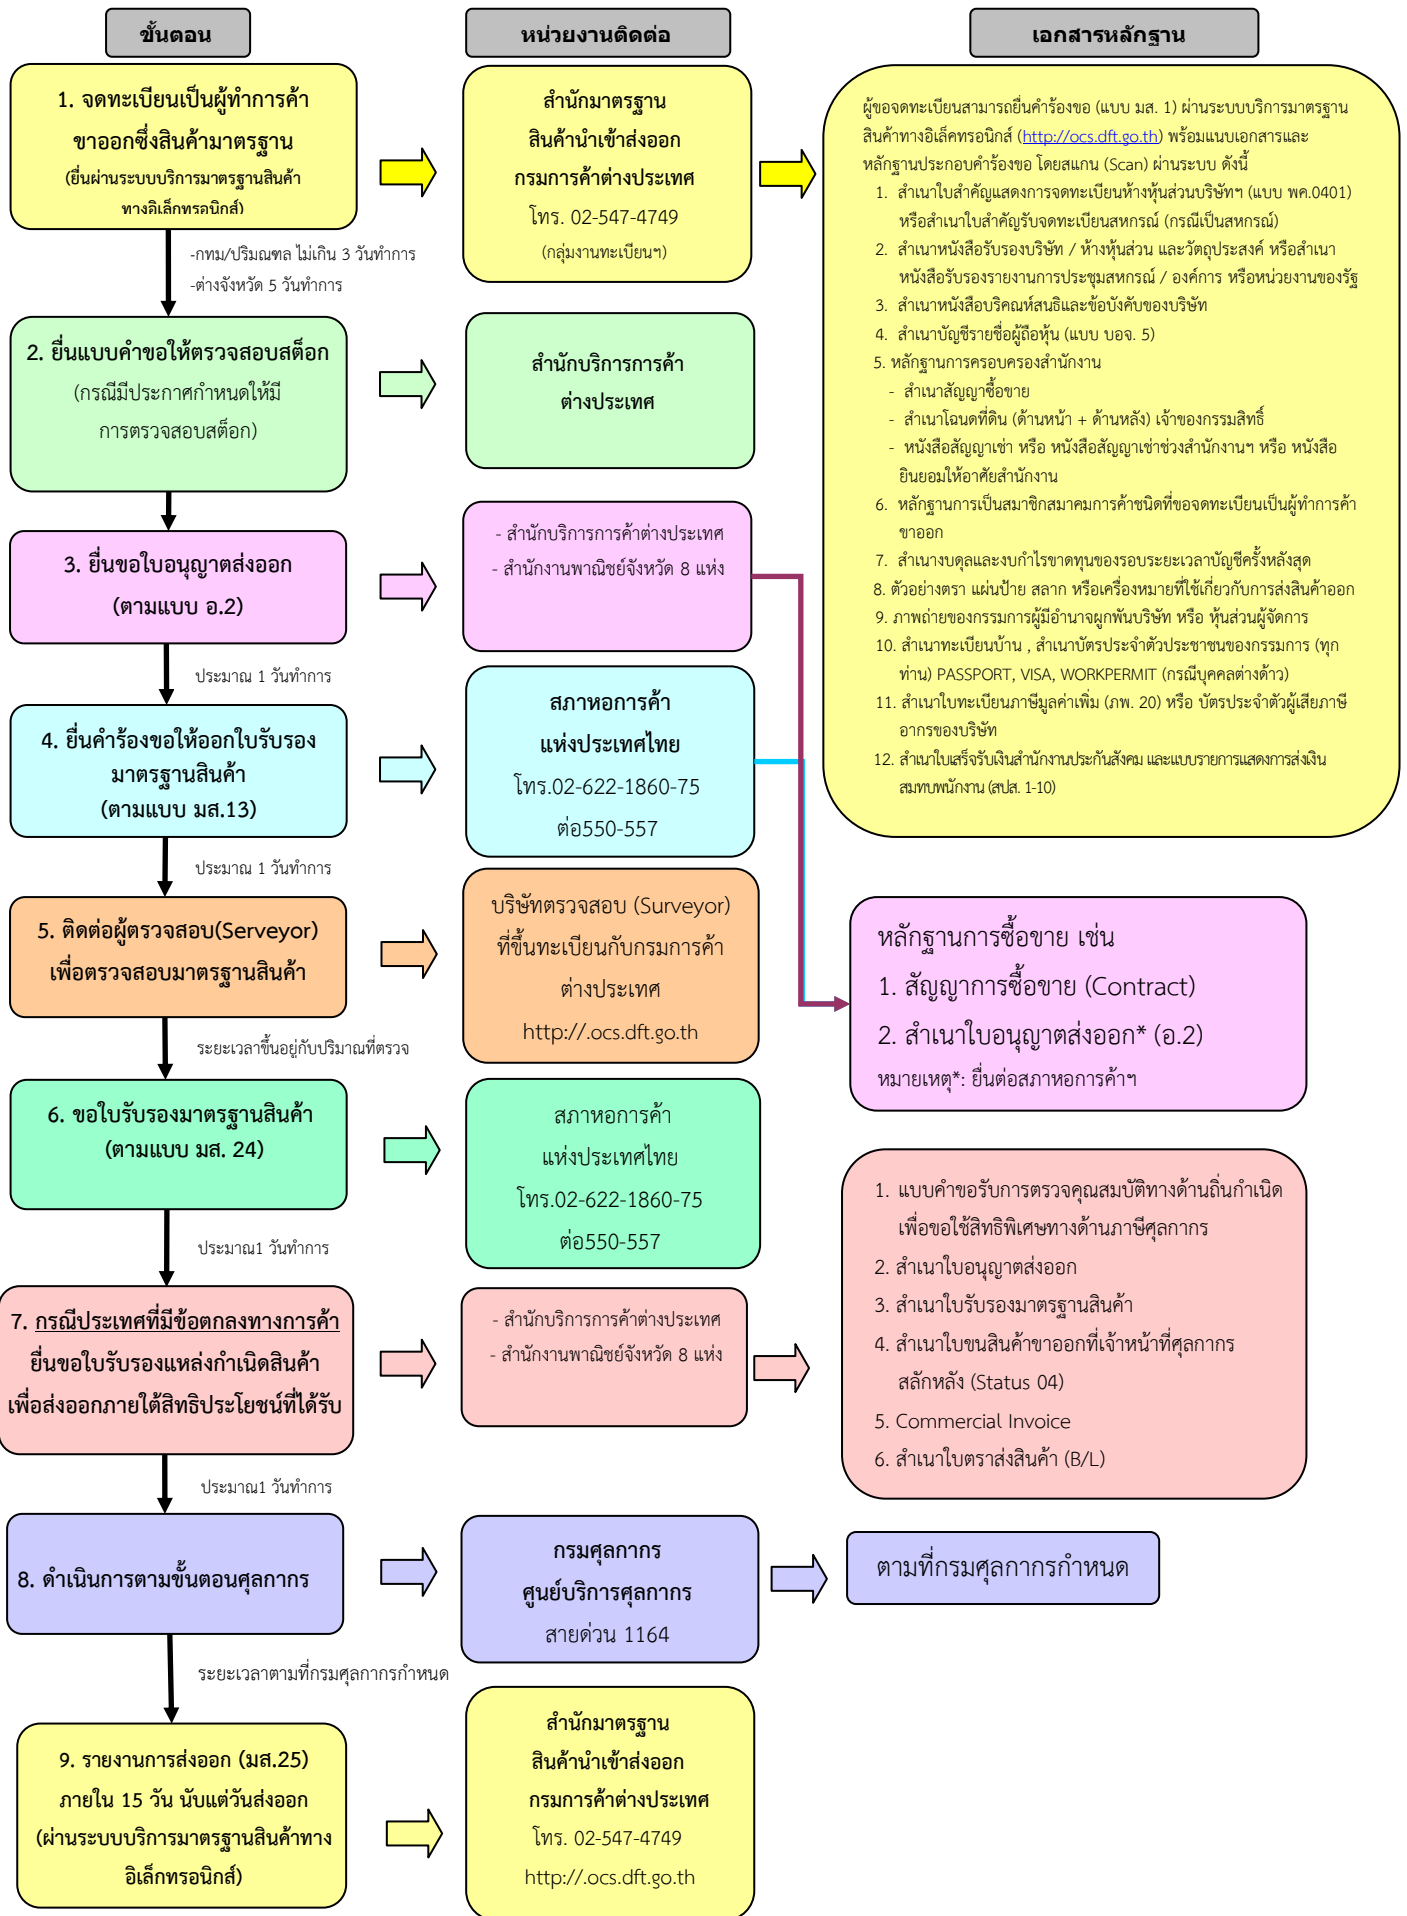 ขั้นตอน
หน่วยงานติดต่อ
เอกสารหลักฐาน
1. จดทะเบียนเป็นผู้ทำการค้า
ขาออกซึ่งสินค้ามาตรฐาน
(ยื่นผ่านระบบบริการมาตรฐานสินค้า
ทางอิเล็กทรอนิกส์)
สำนักมาตรฐาน
สินค้านำเข้าส่งออก
กรมการค้าต่างประเทศ
โทร. 02-547-4749
(กลุ่มงานทะเบียนฯ)
ผู้ขอจดทะเบียนสามารถยื่นคำร้องขอ (แบบ มส. 1) ผ่านระบบบริการมาตรฐาน
สินค้าทางอิเล็คทรอนิกส์ (http://ocs.dft.go.th) พร้อมแนบเอกสารและ
หลักฐานประกอบคำร้องขอ โดยสแกน (Scan) ผ่านระบบ ดังนี้
1. สำเนาใบสำคัญแสดงการจดทะเบียนห้างหุ้นส่วนบริษัทฯ (แบบ พค.0401)
หรือสำเนาใบสำคัญรับจดทะเบียนสหกรณ์ (กรณีเป็นสหกรณ์)
2. สำเนาหนังสือรับรองบริษัท / ห้างหุ้นส่วน และวัตถุประสงค์ หรือสำเนา
หนังสือรับรองรายงานการประชุมสหกรณ์ / องค์การ หรือหน่วยงานของรัฐ
3. สำเนาหนังสือบริคณห์สนธิและข้อบังคับของบริษัท
4. สำเนาบัญชีรายชื่อผู้ถือหุ้น (แบบ บอจ. 5)
5. หลักฐานการครอบครองสำนักงาน
- สำเนาสัญญาซื้อขาย
- สำเนาโฉนดที่ดิน (ด้านหน้า + ด้านหลัง) เจ้าของกรรมสิทธิ์
- หนังสือสัญญาเช่า หรือ หนังสือสัญญาเช่าช่วงสำนักงานฯ หรือ หนังสือ
ยินยอมให้อาศัยสำนักงาน
6. หลักฐานการเป็นสมาชิกสมาคมการค้าชนิดที่ขอจดทะเบียนเป็นผู้ทำการค้า
ขาออก
7. สำเนางบดุลและงบกำไรขาดทุนของรอบระยะเวลาบัญชีครั้งหลังสุด
8. ตัวอย่างตรา แผ่นป้าย สลาก หรือเครื่องหมายที่ใช้เกี่ยวกับการส่งสินค้าออก
9. ภาพถ่ายของกรรมการผู้มีอำนาจผูกพันบริษัท หรือ หุ้นส่วนผู้จัดการ
10. สำเนาทะเบียนบ้าน , สำเนาบัตรประจำตัวประชาชนของกรรมการ (ทุก
ท่าน) PASSPORT, VISA, WORKPERMIT (กรณีบุคคลต่างด้าว)
11. สำเนาใบทะเบียนภาษีมูลค่าเพิ่ม (ภพ. 20) หรือ บัตรประจำตัวผู้เสียภาษี
อากรของบริษัท
12. สำเนาใบเสร็จรับเงินสำนักงานประกันสังคม และแบบรายการแสดงการส่งเงิน
สมทบพนักงาน (สปส. 1-10)
-กทม/ปริมณฑล ไม่เกิน 3 วันทำการ
-ต่างจังหวัด 5 วันทำการ
2. ยื่นแบบคำขอให้ตรวจสอบสต็อก
(กรณีมีประกาศกำหนดให้มี
การตรวจสอบสต็อก)
สำนักบริการการค้า
ต่างประเทศ
3. ยื่นขอใบอนุญาตส่งออก
(ตามแบบ อ.2)
- สำนักบริการการค้าต่างประเทศ
- สำนักงานพาณิชย์จังหวัด 8 แห่ง
ประมาณ 1 วันทำการ
4. ยื่นคำร้องขอให้ออกใบรับรอง
มาตรฐานสินค้า
(ตามแบบ มส.13)
สภาหอการค้า
แห่งประเทศไทย
โทร.02-622-1860-75
ต่อ550-557
ประมาณ 1 วันทำการ
5. ติดต่อผู้ตรวจสอบ(Serveyor)
เพื่อตรวจสอบมาตรฐานสินค้า
บริษัทตรวจสอบ (Surveyor)
ที่ขึ้นทะเบียนกับกรมการค้า
ต่างประเทศ
http://.ocs.dft.go.th
หลักฐานการซื้อขาย เช่น
1. สัญญาการซื้อขาย (Contract)
2. สำเนาใบอนุญาตส่งออก* (อ.2)
หมายเหตุ*: ยื่นต่อสภาหอการค้าฯ
ระยะเวลาขึ้นอยู่กับปริมาณที่ตรวจ
6. ขอใบรับรองมาตรฐานสินค้า
(ตามแบบ มส. 24)
สภาหอการค้า
แห่งประเทศไทย
โทร.02-622-1860-75
ต่อ550-557
ประมาณ1 วันทำการ
7. กรณีประเทศที่มีข้อตกลงทางการค้า
ยื่นขอใบรับรองแหล่งกำเนิดสินค้า
เพื่อส่งออกภายใต้สิทธิประโยชน์ที่ได้รับ
- สำนักบริการการค้าต่างประเทศ
- สำนักงานพาณิชย์จังหวัด 8 แห่ง
1. แบบคำขอรับการตรวจคุณสมบัติทางด้านถิ่นกำเนิด
เพื่อขอใช้สิทธิพิเศษทางด้านภาษีศุลกากร
2. สำเนาใบอนุญาตส่งออก
3. สำเนาใบรับรองมาตรฐานสินค้า
4. สำเนาใบขนสินค้าขาออกที่เจ้าหน้าที่ศุลกากร
สลักหลัง (Status 04)
5. Commercial Invoice
6. สำเนาใบตราส่งสินค้า (B/L)
ประมาณ1 วันทำการ
8. ดำเนินการตามขั้นตอนศุลกากร
กรมศุลกากร
ศูนย์บริการศุลกากร
สายด่วน 1164
ตามที่กรมศุลกากรกำหนด
ระยะเวลาตามที่กรมศุลกากรกำหนด
9. รายงานการส่งออก (มส.25)
ภายใน 15 วัน นับแต่วันส่งออก
(ผ่านระบบบริการมาตรฐานสินค้าทาง
อิเล็กทรอนิกส์)
สำนักมาตรฐาน
สินค้านำเข้าส่งออก
กรมการค้าต่างประเทศ
โทร. 02-547-4749
http://.ocs.dft.go.th